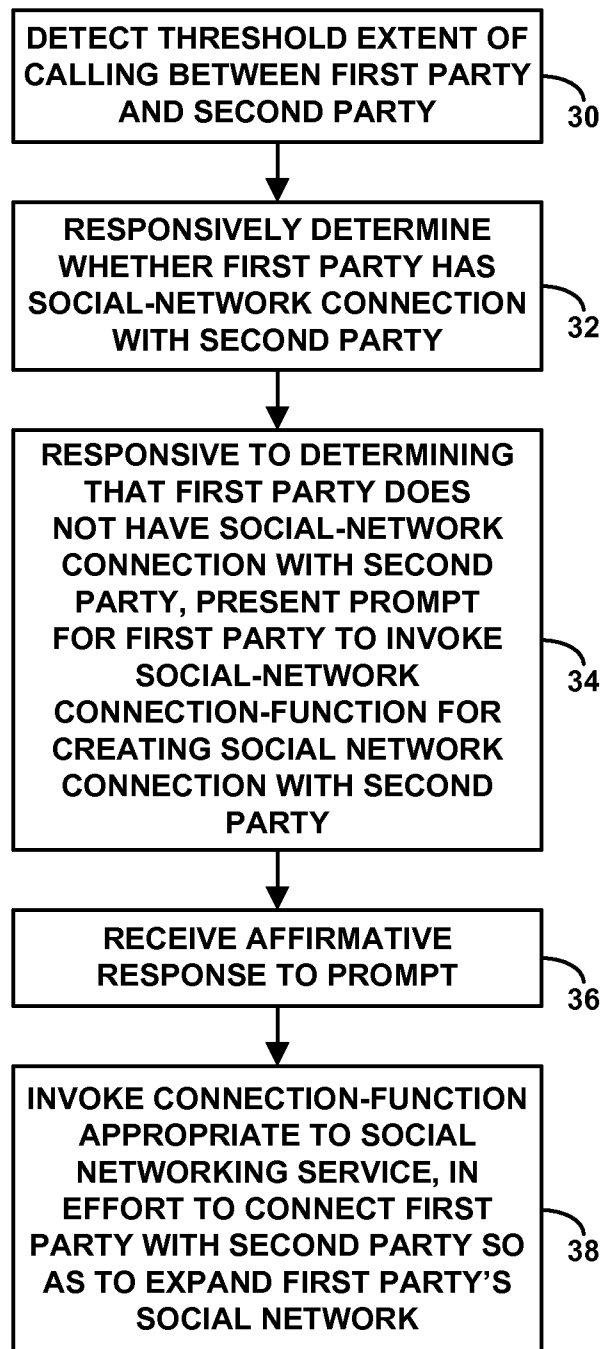 DETECT THRESHOLD EXTENT OF
CALLING BETWEEN FIRST PARTY
AND SECOND PARTY
30
RESPONSIVELY DETERMINE
WHETHER FIRST PARTY HAS
SOCIAL-NETWORK CONNECTION
WITH SECOND PARTY
32
RESPONSIVE TO DETERMINING
THAT FIRST PARTY DOES
NOT HAVE SOCIAL-NETWORK
CONNECTION WITH SECOND
PARTY, PRESENT PROMPT
FOR FIRST PARTY TO INVOKE
SOCIAL-NETWORK
CONNECTION-FUNCTION FOR
CREATING SOCIAL NETWORK
CONNECTION WITH SECOND
PARTY
34
RECEIVE AFFIRMATIVE
RESPONSE TO PROMPT
36
INVOKE CONNECTION-FUNCTION
APPROPRIATE TO SOCIAL
NETWORKING SERVICE, IN
EFFORT TO CONNECT FIRST
PARTY WITH SECOND PARTY SO
AS TO EXPAND FIRST PARTY'S
SOCIAL NETWORK
38